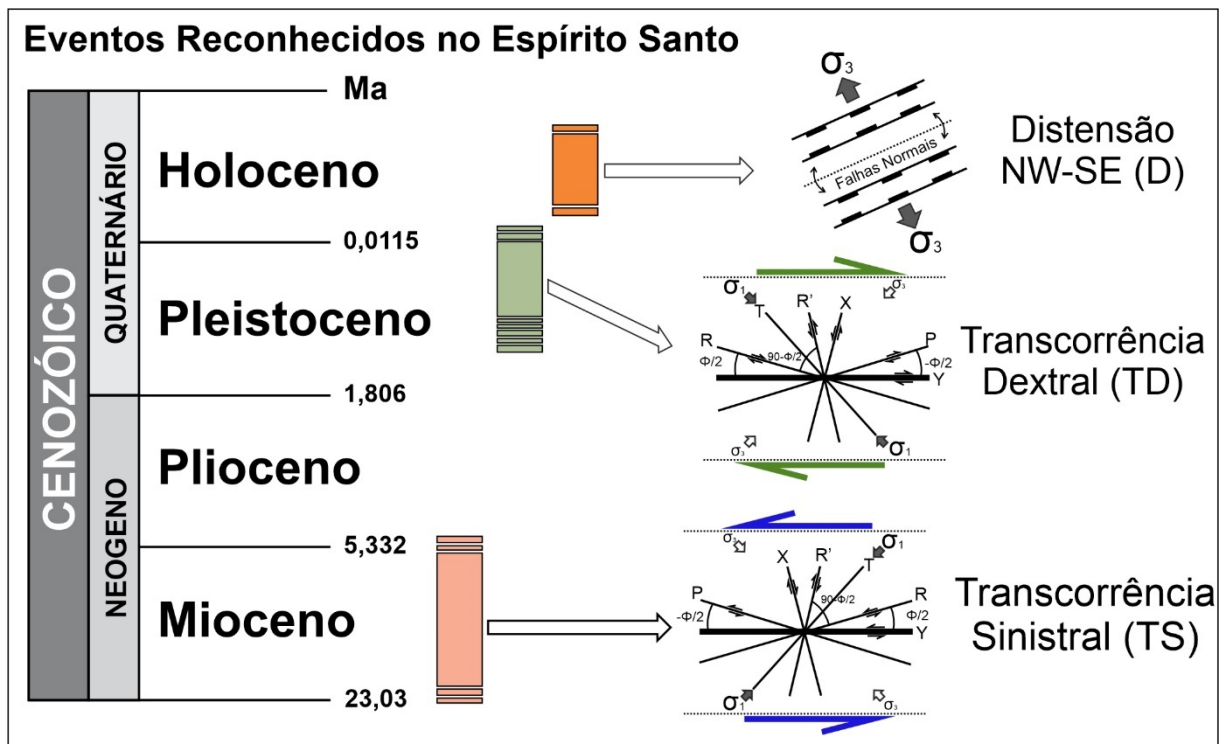 Eventos Reconhecidos no Espírito Santo
CENOZÓICO
QUATERNÁRIO
NEOGENO
Ma
Holoceno
0,0115
Pleistoceno
1,806
Plioceno
5,332
Mioceno
23,03
σ3
Falhas Normais
σ3
Distensão
NW-SE (D)
σ1
T
R'
X
σ3
R
P
Φ/2
90-Φ/2
-Φ/2
Y
σ3
σ1
Transcorrência
Dextral (TD)
σ3
X
R'
σ1
T
P
R
-Φ/2
90-Φ/2
Φ/2
Y
σ1
σ3
Transcorrência
Sinistral (TS)